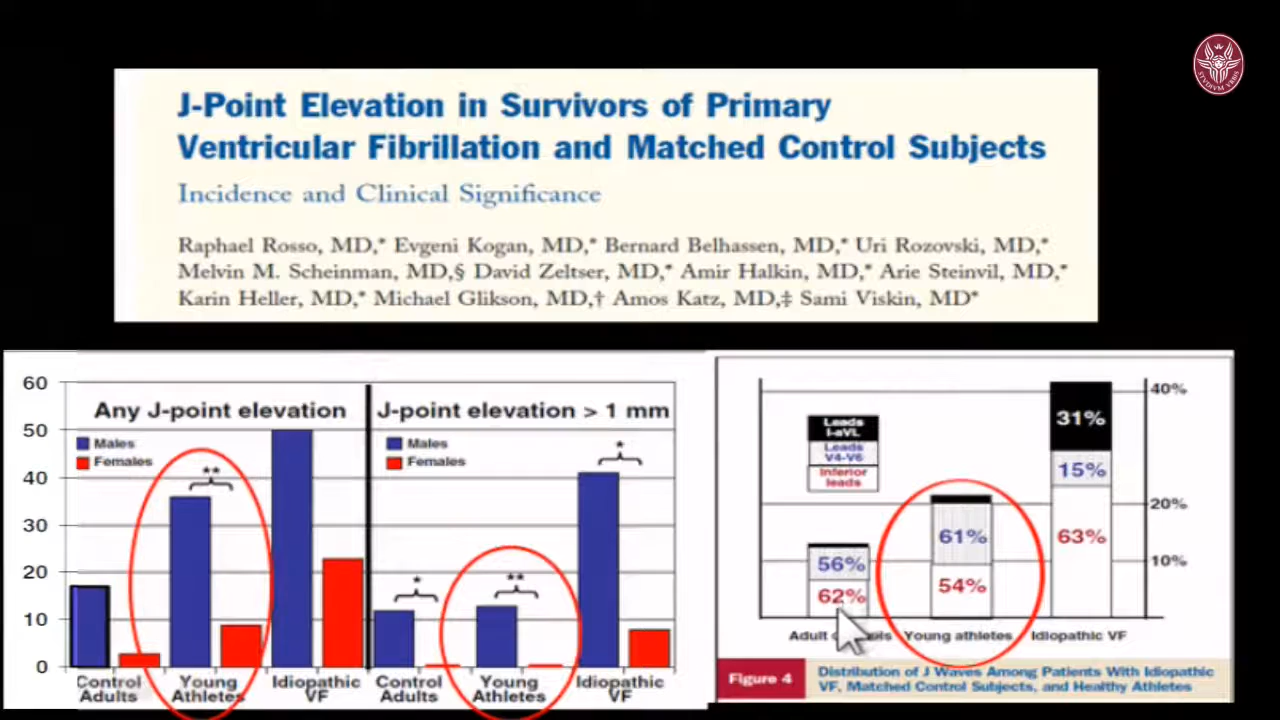 STVDIVM VRBIS
J-Point Elevation in Survivors of Primary
Ventricular Fibrillation and Matched Control Subjects
Incidence and Clinical Significance
Raphael Rosso, MD,* Evgeni Kogan, MD,* Bernard Belhassen, MD,* Uri Rozovski, MD,*
Melvin M. Scheinman, MD,§ David Zeltser, MD,* Amir Halkin, MD,* Arie Steinvil, MD,*
Karin Heller, MD,* Michael Glikson, MD,† Amos Katz, MD,‡ Sami Viskin, MD*
60
50
40
30
20
10
0
Any J-point elevation
Males
Females
**
Control
Adults
Young
Athletes
Idiopathic
VF
J-point elevation > 1 mm
Males
Females
*
**
*
Control
Adults
Young
Athletes
Idiopathic
VF
Leads
I-aVL
Leads
V4-V6
Inferior
leads
56%
62%
61%
54%
31%
15%
63%
40%
20%
10%
Adult
Young athletes
Idiopathic VF
Figure 4
Distribution of J Waves Among Patients With Idiopathic
VF, Matched Control Subjects, and Healthy Athletes